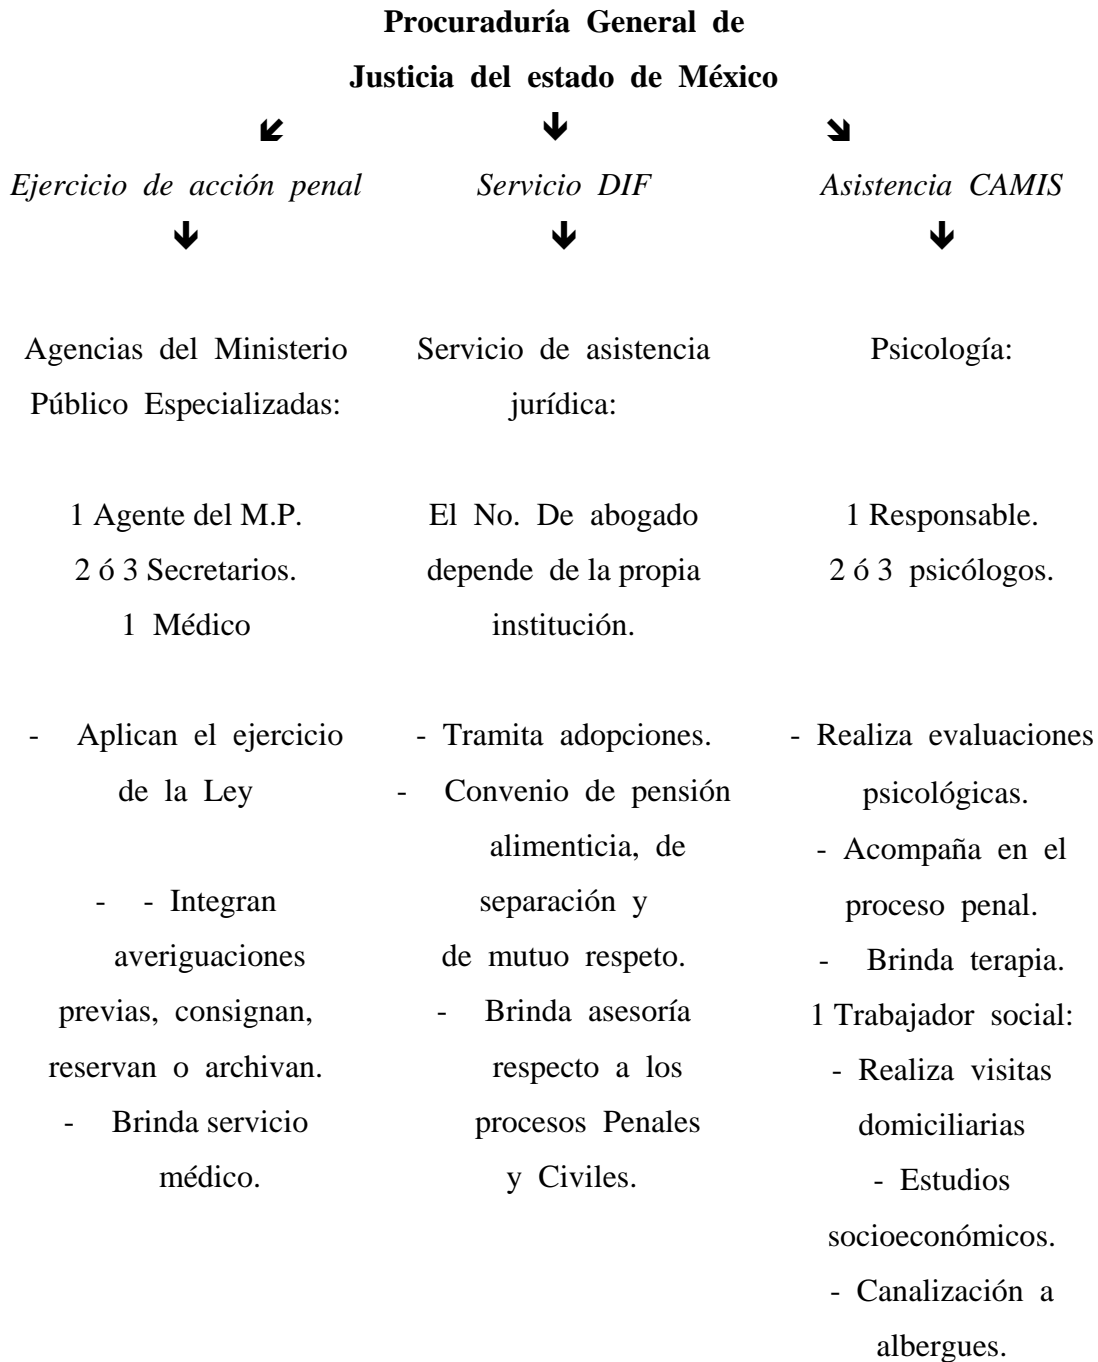 Procuraduría General de
Justicia del estado de México
Ejercicio de acción penal
Servicio DIF
Asistencia CAMIS
Agencias del Ministerio
Público Especializadas:
1 Agente del M.P.
2 ó 3 Secretarios.
1 Médico
- Aplican el ejercicio
de la Ley
- - Integran
averiguaciones
previas, consignan,
reservan o archivan.
- Brinda servicio
médico.
Servicio de asistencia
jurídica:
El No. De abogado
depende de la propia
institución.
- Tramita adopciones.
- Convenio de pensión
alimenticia, de
separación y
de mutuo respeto.
- Brinda asesoría
respecto a los
procesos Penales
y Civiles.
Psicología:
1 Responsable.
2 ó 3 psicólogos.
- Realiza evaluaciones
psicológicas.
- Acompaña en el
proceso penal.
- Brinda terapia.
1 Trabajador social:
- Realiza visitas
domiciliarias
- Estudios
socioeconómicos.
- Canalización a
albergues.